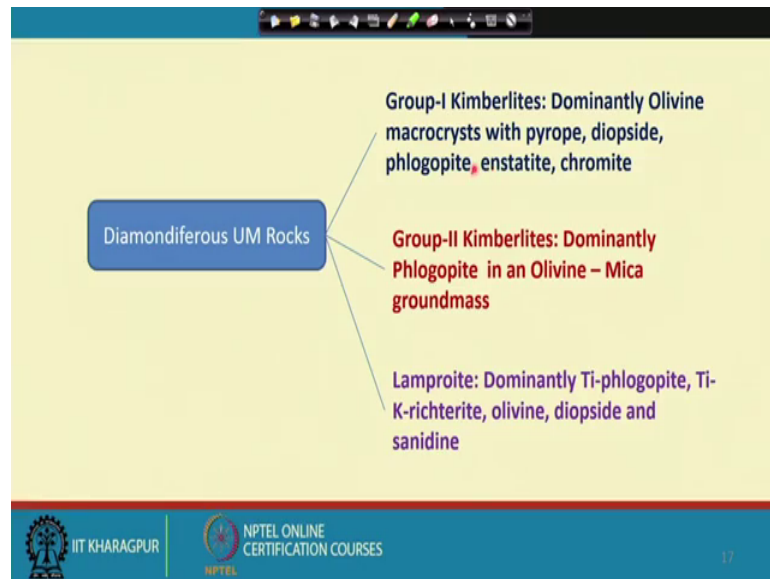 Group-I Kimberlites: Dominantly Olivine
macrocrysts with pyrope, diopside,
phlogopite, enstatite, chromite
Diamondiferous UM Rocks
Group-II Kimberlites: Dominantly
Phlogopite in an Olivine – Mica
groundmass
Lamproite: Dominantly Ti-phlogopite, Ti-
K-richterite, olivine, diopside and
sanidine
IIT KHARAGPUR
NPTEL
NPTEL ONLINE
CERTIFICATION COURSES
17